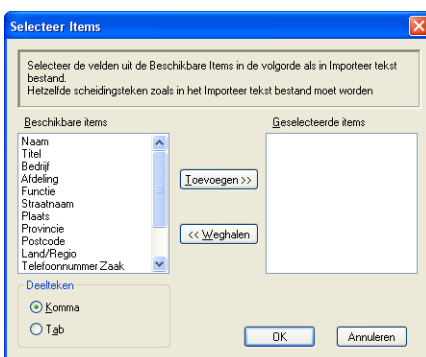 Selecteer Items
Selecteer de velden uit de Beschikbare Items in de volgorde als in Importeer tekst
bestand.
Hetzelfde scheidingsteken zoals in het Importeer tekst bestand moet worden
Beschikbare items
Geselecteerde items
Naam
Titel
Bedrijf
Afdeling
Functie
Straatnaam
Plaats
Provincie
Postcode
Land/Regio
Telefoonnummer Zaak
Toevoegen >>
<< Weghalen
Deelteken
Komma
Tab
OK
Annuleren